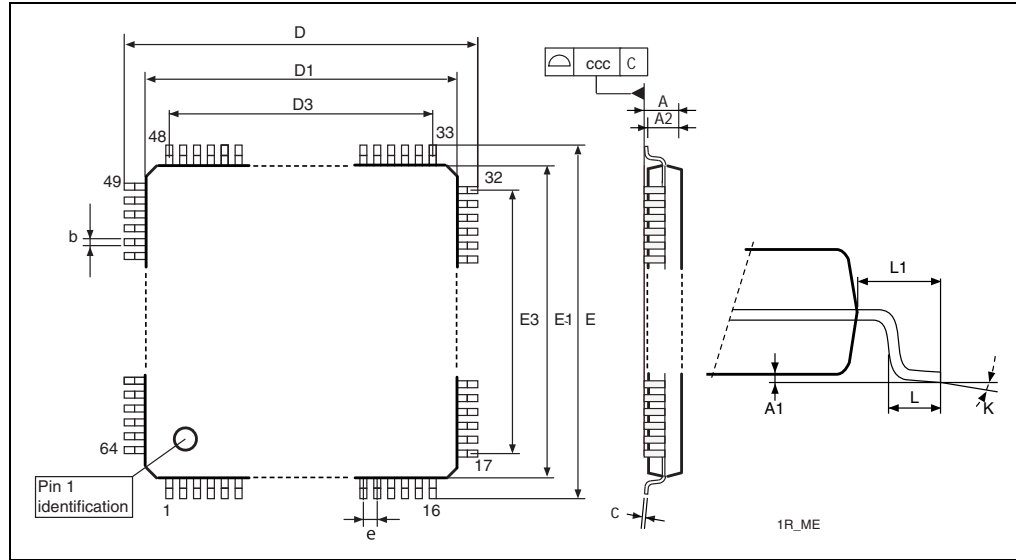 D
D1
D3
ccc C
A
A2
48
33
49
32
b
L1
E3
E1
E
A1
L
K
64
17
Pin 1
identification
1
16
e
C
1R_ME